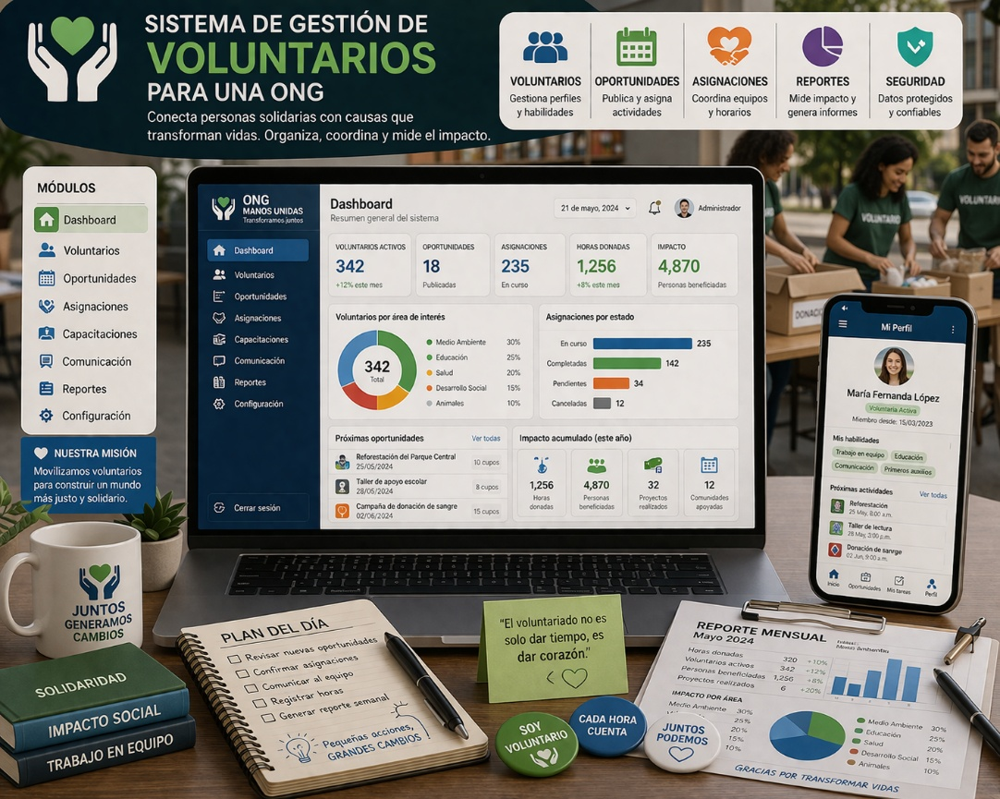 SISTEMA DE GESTIÓN DE
VOLUNTARIOS
PARA UNA ONG
Conecta personas solidarias con causas que
transforman vidas. Organiza, coordina y mide el impacto.
VOLUNTARIOS
Gestiona perfiles
y habilidades
OPORTUNIDADES
Publica y asigna
actividades
ASIGNACIONES
Coordina equipos
y horarios
REPORTES
Mide impacto y
genera informes
SEGURIDAD
Datos protegidos
y confiables
MÓDULOS
Dashboard
Voluntarios
Oportunidades
Asignaciones
Capacitaciones
Comunicación
Reportes
Configuración
NUESTRA MISIÓN
Movilizamos voluntarios
para construir un mundo
más justo y solidario.
ONG
MANOS UNIDAS
Transformamos juntos
Dashboard
Voluntarios
Oportunidades
Asignaciones
Capacitaciones
Comunicación
Reportes
Configuración
Cerrar sesión
Dashboard
Resumen general del sistema
21 de mayo, 2024
Administrador
VOLUNTARIOS ACTIVOS
342
+12% este mes
OPORTUNIDADES
18
Publicadas
ASIGNACIONES
235
En curso
HORAS DONADAS
1,256
+8% este mes
IMPACTO
4,870
Personas beneficiadas
Voluntarios por área de interés
342
Total
Medio Ambiente 30%
Educación 25%
Salud 20%
Desarrollo Social 15%
Animales 10%
Asignaciones por estado
En curso 235
Completadas 142
Pendientes 34
Canceladas 12
Próximas oportunidades Ver todas
Reforestación del Parque Central
25/05/2024
10 cupos
Taller de apoyo escolar
28/05/2024
8 cupos
Campaña de donación de sangre
02/06/2024
15 cupos
Impacto acumulado (este año)
1,256
Horas
donadas
4,870
Personas
beneficiadas
32
Proyectos
realizados
12
Comunidades
apoyadas
VOLUNTARIO
VOLUNTARI
DONACI
Mi Perfil
María Fernanda López
Voluntaria Activa
Miembro desde: 15/03/2023
Mis habilidades
Trabajo en equipo
Educación
Comunicación
Primeros auxilios
Próximas actividades Ver todas
Reforestación
25 May, 8:00 a.m.
Taller de lectura
28 May, 3:00 p.m.
Donación de sanrge
02 Jun, 9:00 a.m.
Inicio
Oportunidades
Mis tareas
Perfil
JUNTOS
GENERAMOS
CAMBIOS
SOLIDARIDAD
IMPACTO SOCIAL
TRABAJO EN EQUIPO
PLAN DEL DÍA
Revisar nuevas oportunidades
Confirmar asignaciones
Comunicar al equipo
Registrar horas
Generar reporte semanal
Pequeñas acciones,
GRANDES CAMBIOS
"El voluntariado no es
solo dar tiempo, es
dar corazón."
SOY
VOLUNTARIO
CADA HORA
CUENTA
JUNTOS
PODEMOS
REPORTE MENSUAL
Mayo 2024
Horas donadas 320 +10%
Voluntarios activos 342 +12%
Personas beneficiadas 1,256 +8%
Proyectos realizados 6 +20%
IMPACTO POR ÁREA
Medio Ambiente 30%
25%
20%
15%
10%
Medio Ambiente 30%
Educación 25%
Salud 20%
Desarrollo Social 15%
Animales 10%
GRACIAS POR TRANSFORMAR VIDAS